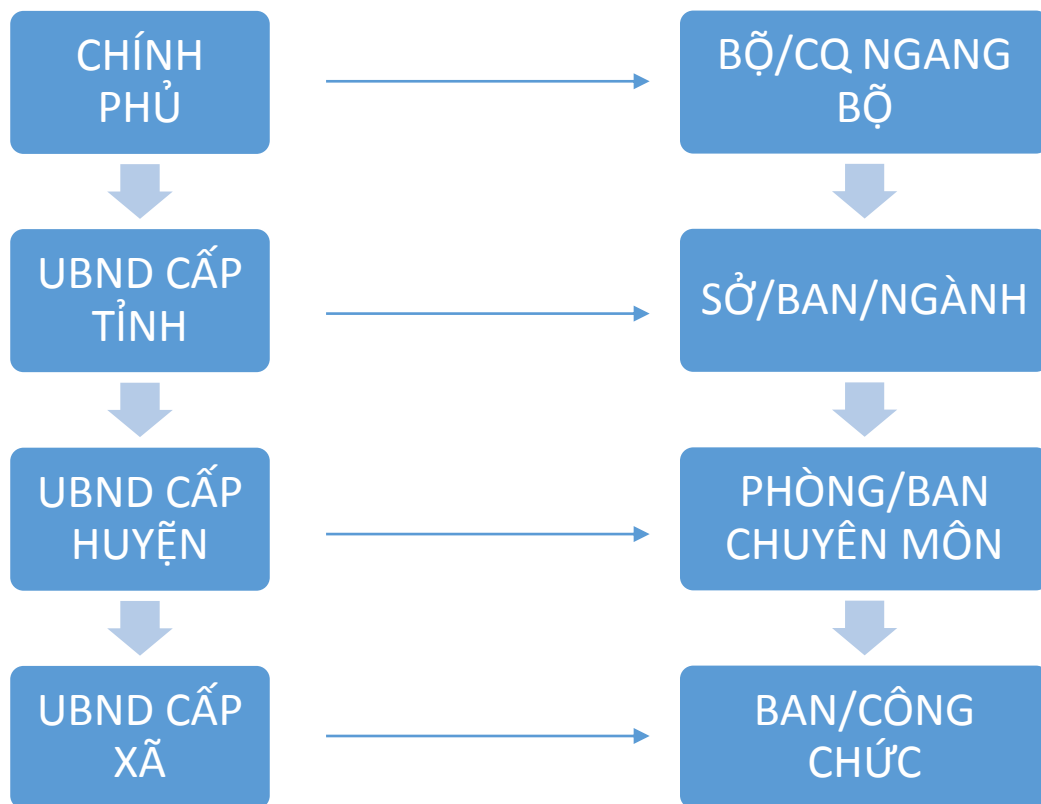 CHÍNH
PHỦ
BỘ/CQ NGANG
BỘ
UBND CẤP
TỈNH
SỞ/BAN/NGÀNH
UBND CẤP
HUYỆN
PHÒNG/BAN
CHUYÊN MÔN
UBND CẤP
XÃ
BAN/CÔNG
CHỨC